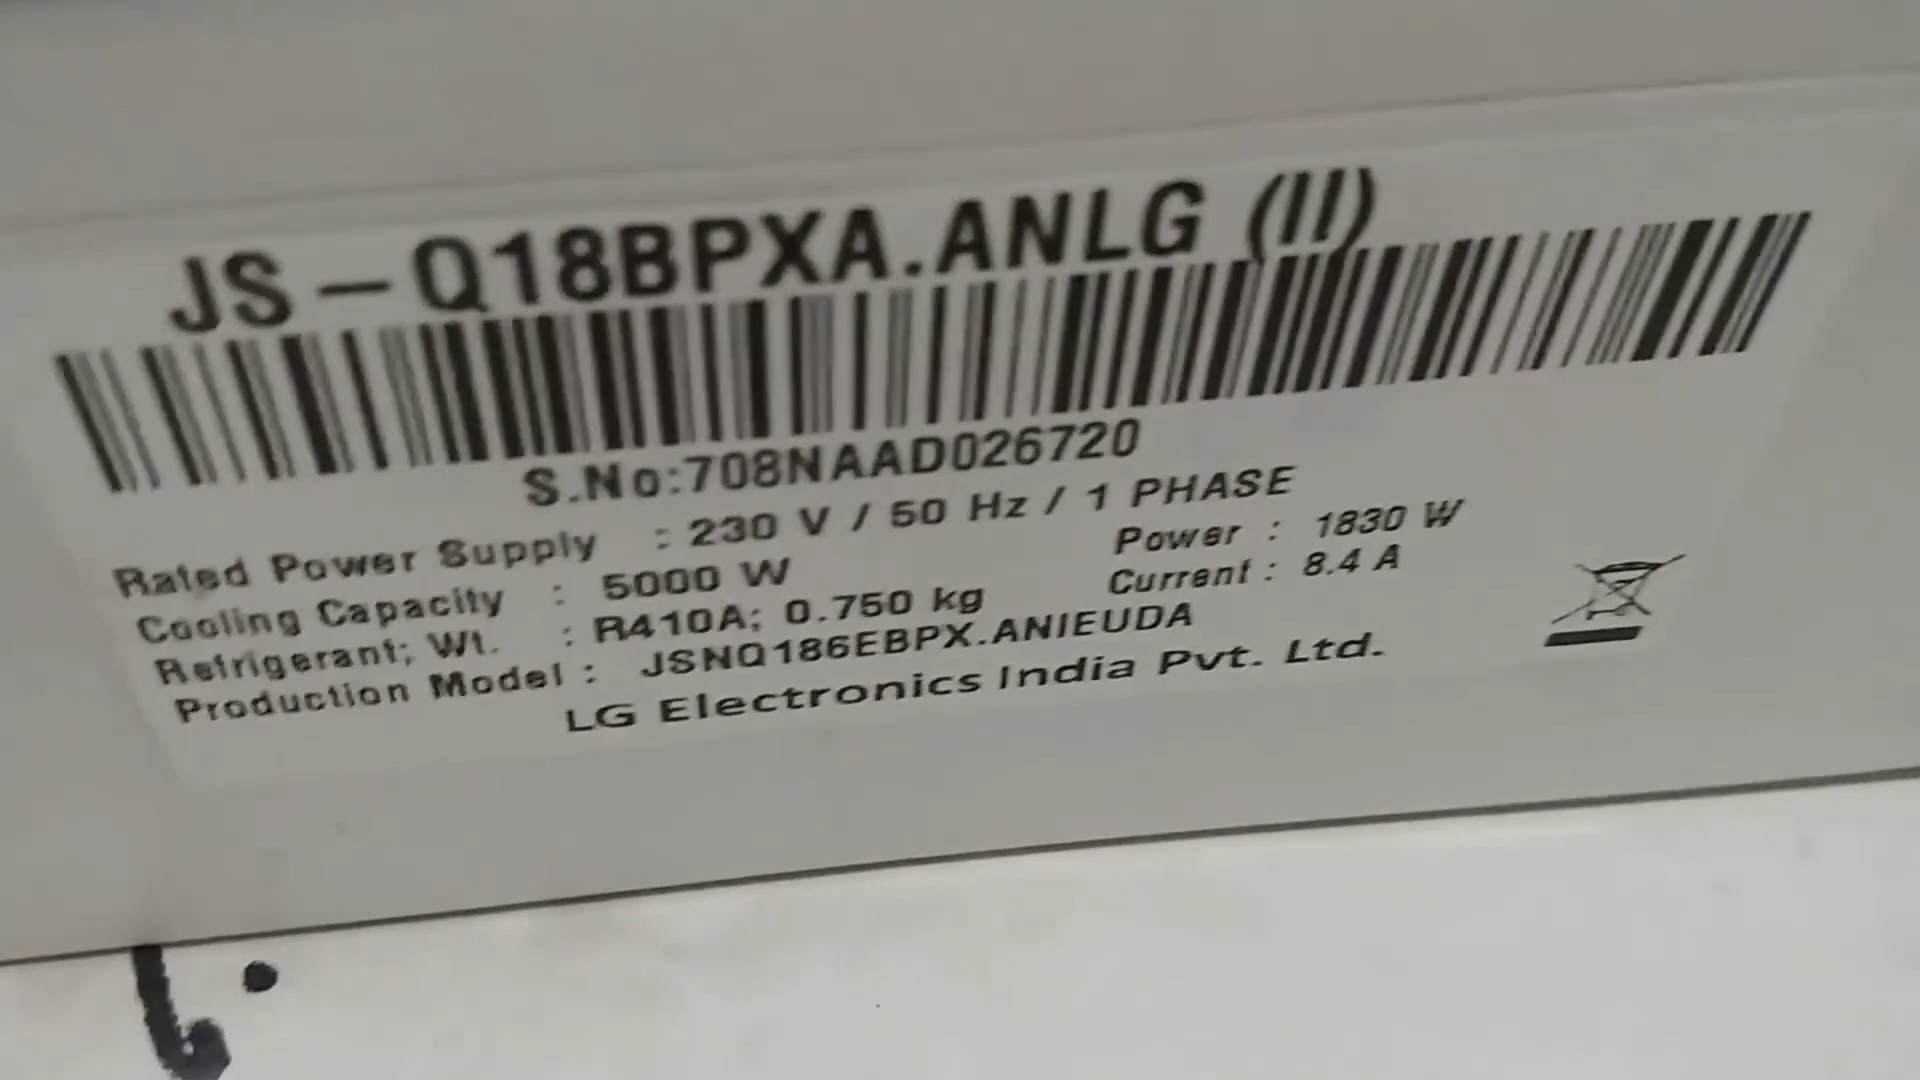 JS-Q18BPXA.ANLG (II)
S.No:708NAAD026720
Rated Power Supply : 230 V / 50 Hz / 1 PHASE
Cooling Capacity : 5000 W Power : 1830 W
Refrigerant; Wt. : R410A; 0.750 kg Current : 8.4 A
Production Model : JSNQ186EBPX.ANIEUDA
LG Electronics India Pvt. Ltd.